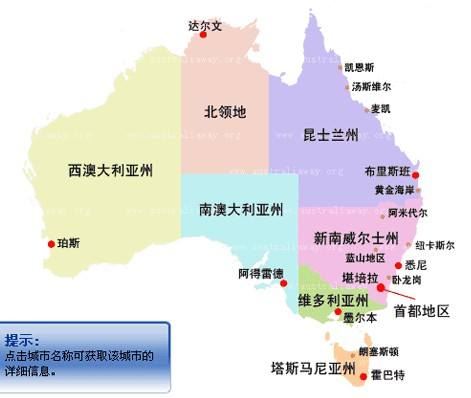 达尔文
凯恩斯
汤斯维尔
麦凯
北领地
昆士兰州
西澳大利亚州
布里斯班
黄金海岸
南澳大利亚州
阿米代尔
新南威尔士州
纽卡斯尔
珀斯
蓝山地区
悉尼
阿得雷德
堪培拉
卧龙岗
维多利亚州
首都地区
墨尔本
提示：
点击城市名称可获取该城市的
详细信息。
朗塞斯顿
塔斯马尼亚州
霍巴特
www.australiaway.org